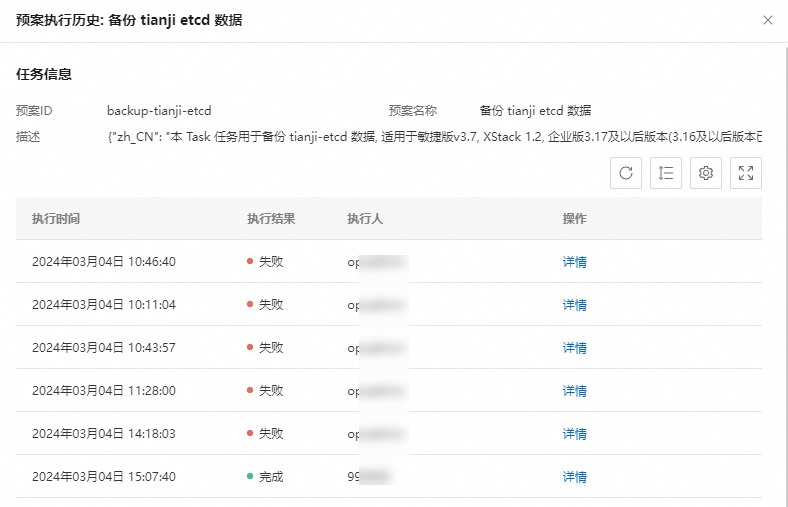 预案执行历史: 备份 tianji etcd 数据
任务信息
预案ID backup-tianji-etcd 预案名称 备份 tianji etcd 数据
描述 {"zh_CN": "本 Task 任务用于备份 tianji-etcd 数据, 适用于敏捷版v3.7, XStack 1.2, 企业版3.17及以后版本(3.16及以后版本已
执行时间 执行结果 执行人 操作
2024年03月04日 10:46:40 失败 op 详情
2024年03月04日 10:11:04 失败 op 详情
2024年03月04日 10:43:57 失败 op 详情
2024年03月04日 11:28:00 失败 op 详情
2024年03月04日 14:18:03 失败 op 详情
2024年03月04日 15:07:40 完成 99 详情